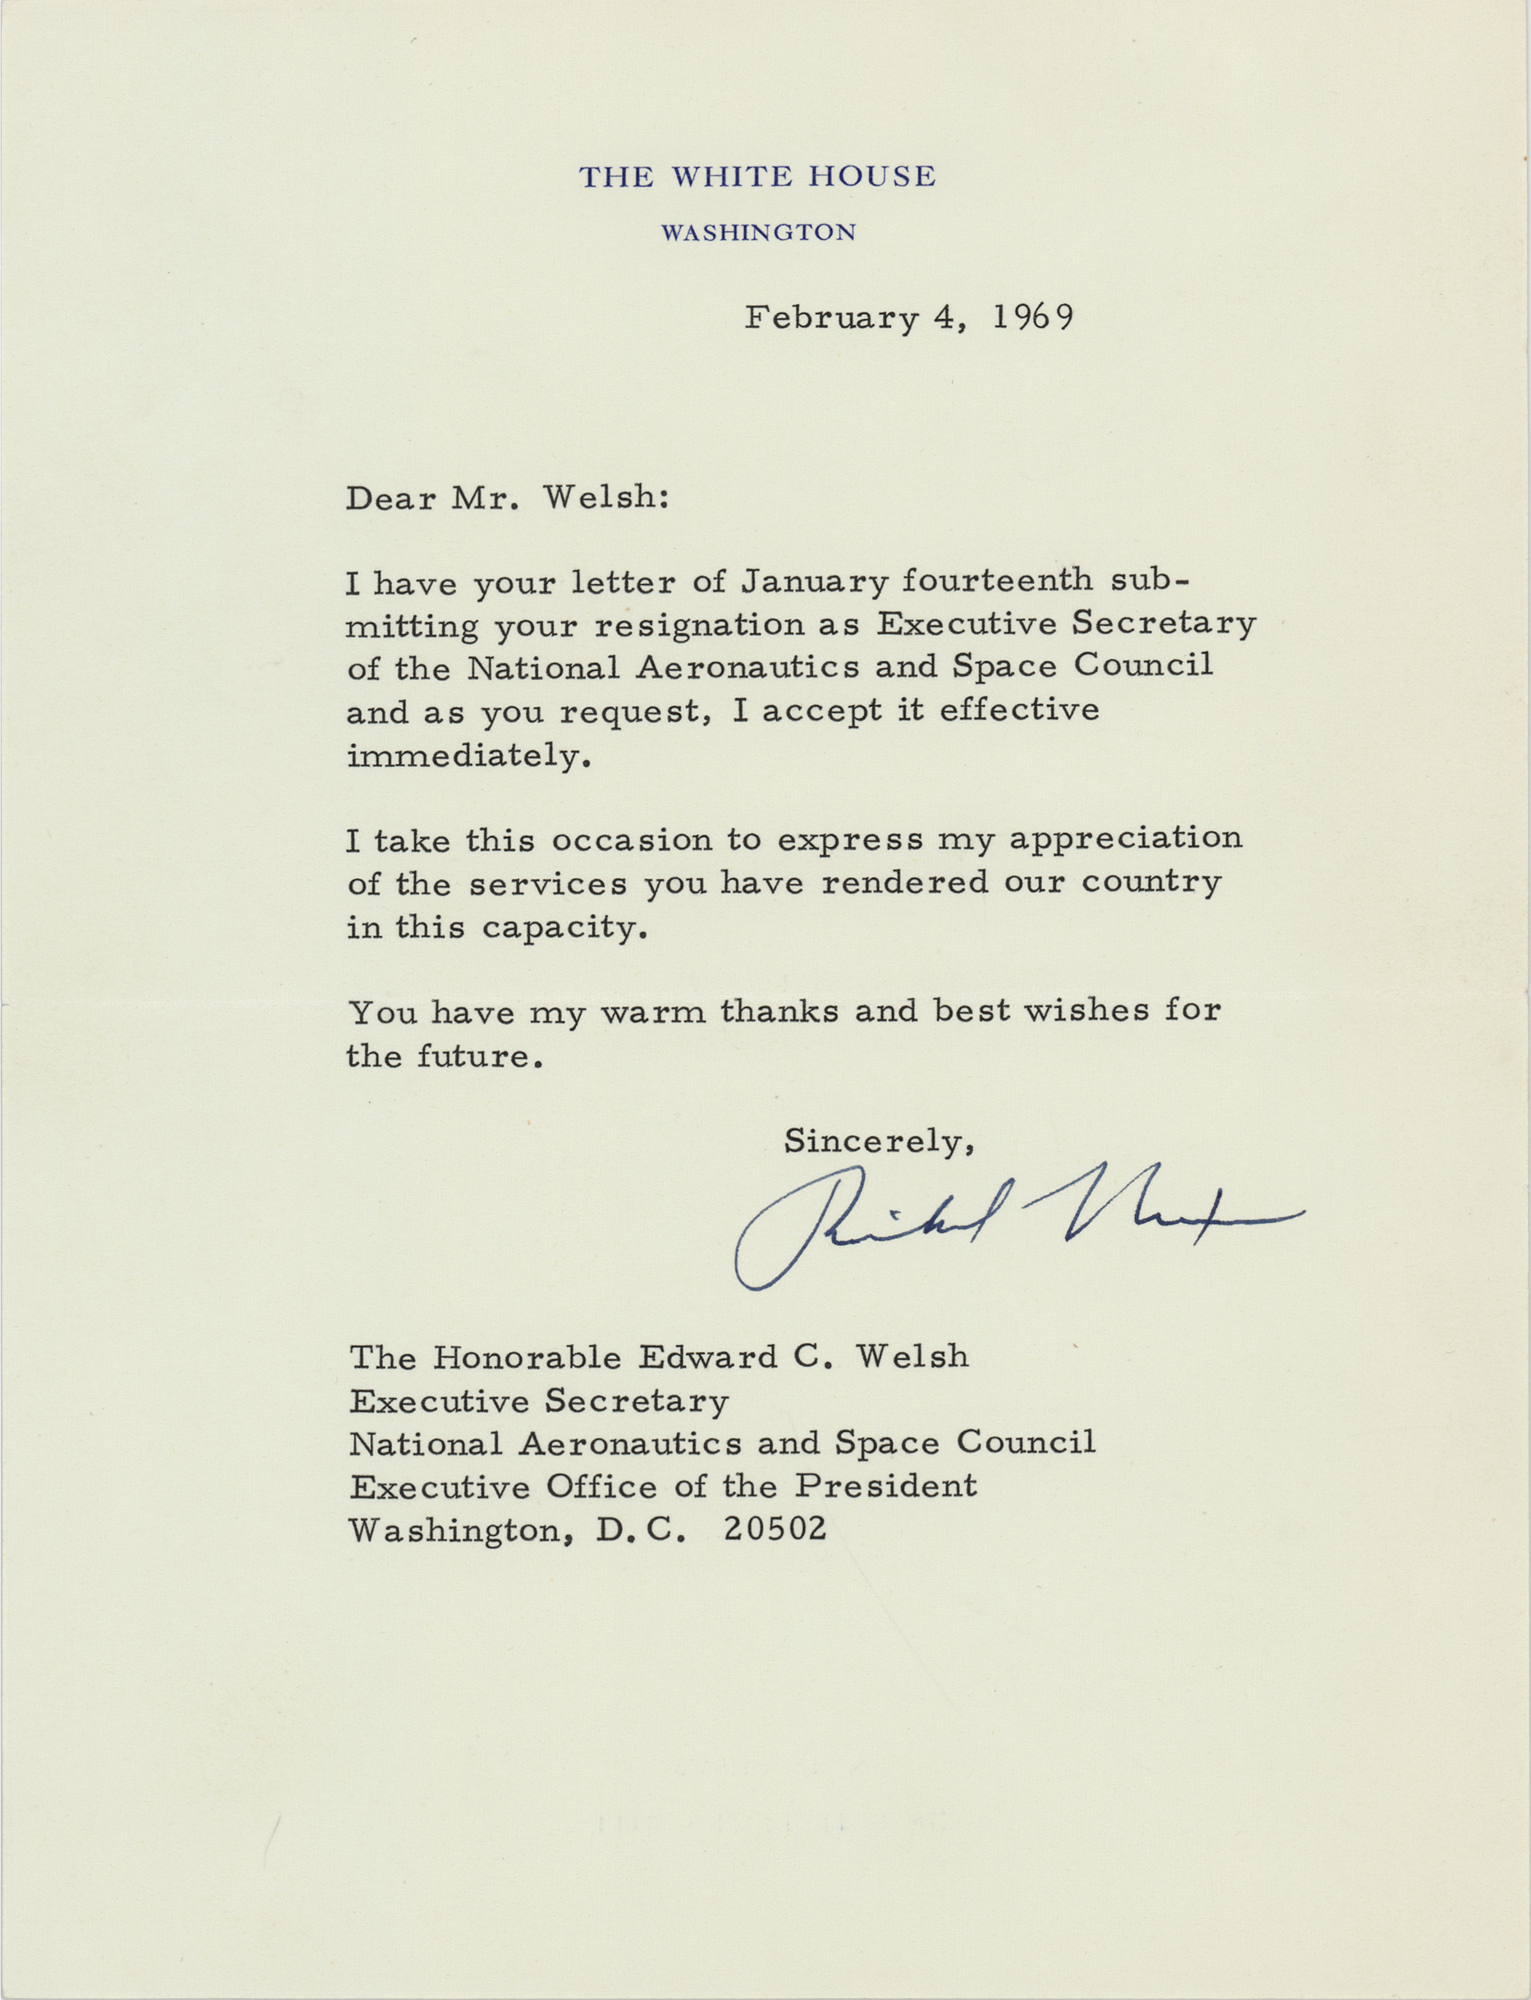 THE WHITE HOUSE
WASHINGTON
February 4, 1969
Dear Mr. Welsh:
I have your letter of January fourteenth sub-
mitting your resignation as Executive Secretary
of the National Aeronautics and Space Council
and as you request, I accept it effective
immediately.
I take this occasion to express my appreciation
of the services you have rendered our country
in this capacity.
You have my warm thanks and best wishes for
the future.
Sincerely,
Richard Nixon
The Honorable Edward C. Welsh
Executive Secretary
National Aeronautics and Space Council
Executive Office of the President
Washington, D.C. 20502